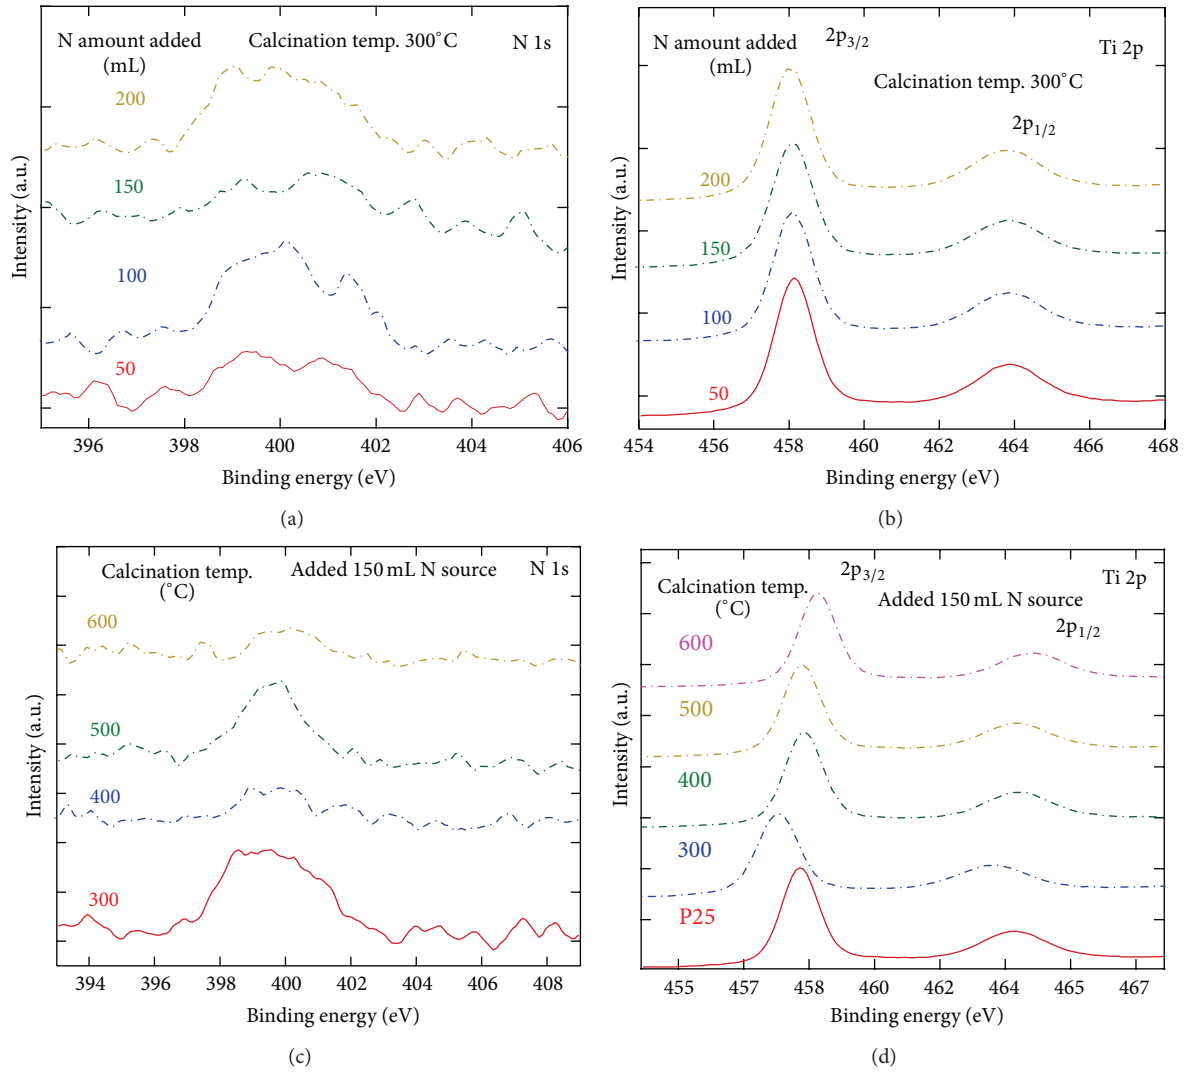 N amount added
(mL)
Calcination temp. 300°C
N 1s
200
150
100
50
Intensity (a.u.)
396 398 400 402 404 406
Binding energy (eV)
(a)
N amount added
(mL)
2p3/2
Ti 2p
Calcination temp. 300°C
2p1/2
200
150
100
50
Intensity (a.u.)
454 456 458 460 462 464 466 468
Binding energy (eV)
(b)
Calcination temp.
(°C)
Added 150 mL N source
N 1s
600
500
400
300
Intensity (a.u.)
394 396 398 400 402 404 406 408
Binding energy (eV)
(c)
Calcination temp.
(°C)
2p3/2
Ti 2p
Added 150 mL N source
2p1/2
600
500
400
300
P25
Intensity (a.u.)
455 457 458 460 462 464 465 467
Binding energy (eV)
(d)